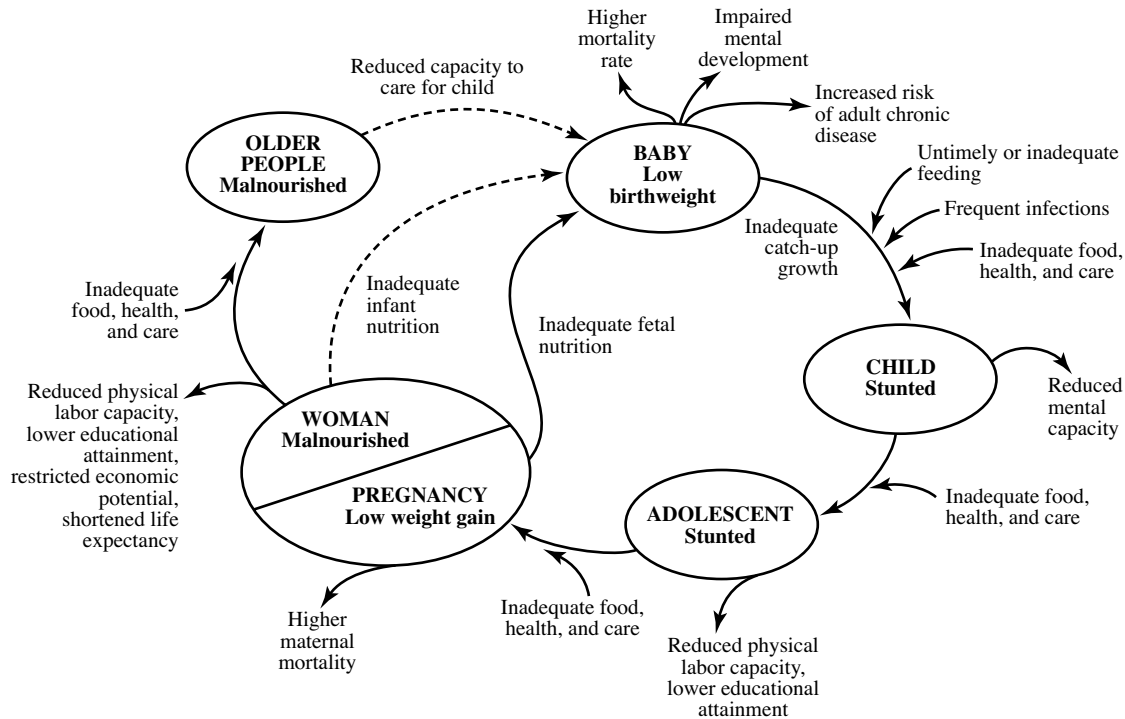 Higher
mortality
rate
Impaired
mental
development
Increased risk
of adult chronic
disease
Reduced capacity to
care for child
OLDER
PEOPLE
Malnourished
BABY
Low
birthweight
Untimely or inadequate
feeding
Frequent infections
Inadequate food,
health, and care
Inadequate
catch-up
growth
Inadequate
food, health,
and care
Inadequate
infant
nutrition
Inadequate fetal
nutrition
CHILD
Stunted
Reduced
mental
capacity
Reduced physical
labor capacity,
lower educational
attainment,
restricted economic
potential,
shortened life
expectancy
WOMAN
Malnourished
PREGNANCY
Low weight gain
ADOLESCENT
Stunted
Inadequate food,
health, and care
Inadequate food,
health, and care
Higher
maternal
mortality
Reduced physical
labor capacity,
lower educational
attainment